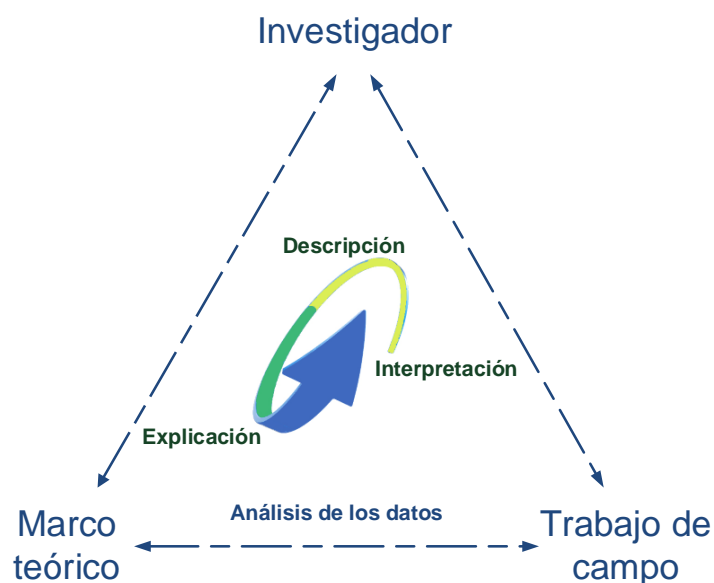 Investigador
Descripción
Interpretación
Explicación
Análisis de los datos
Marco
teórico
Trabajo de
campo